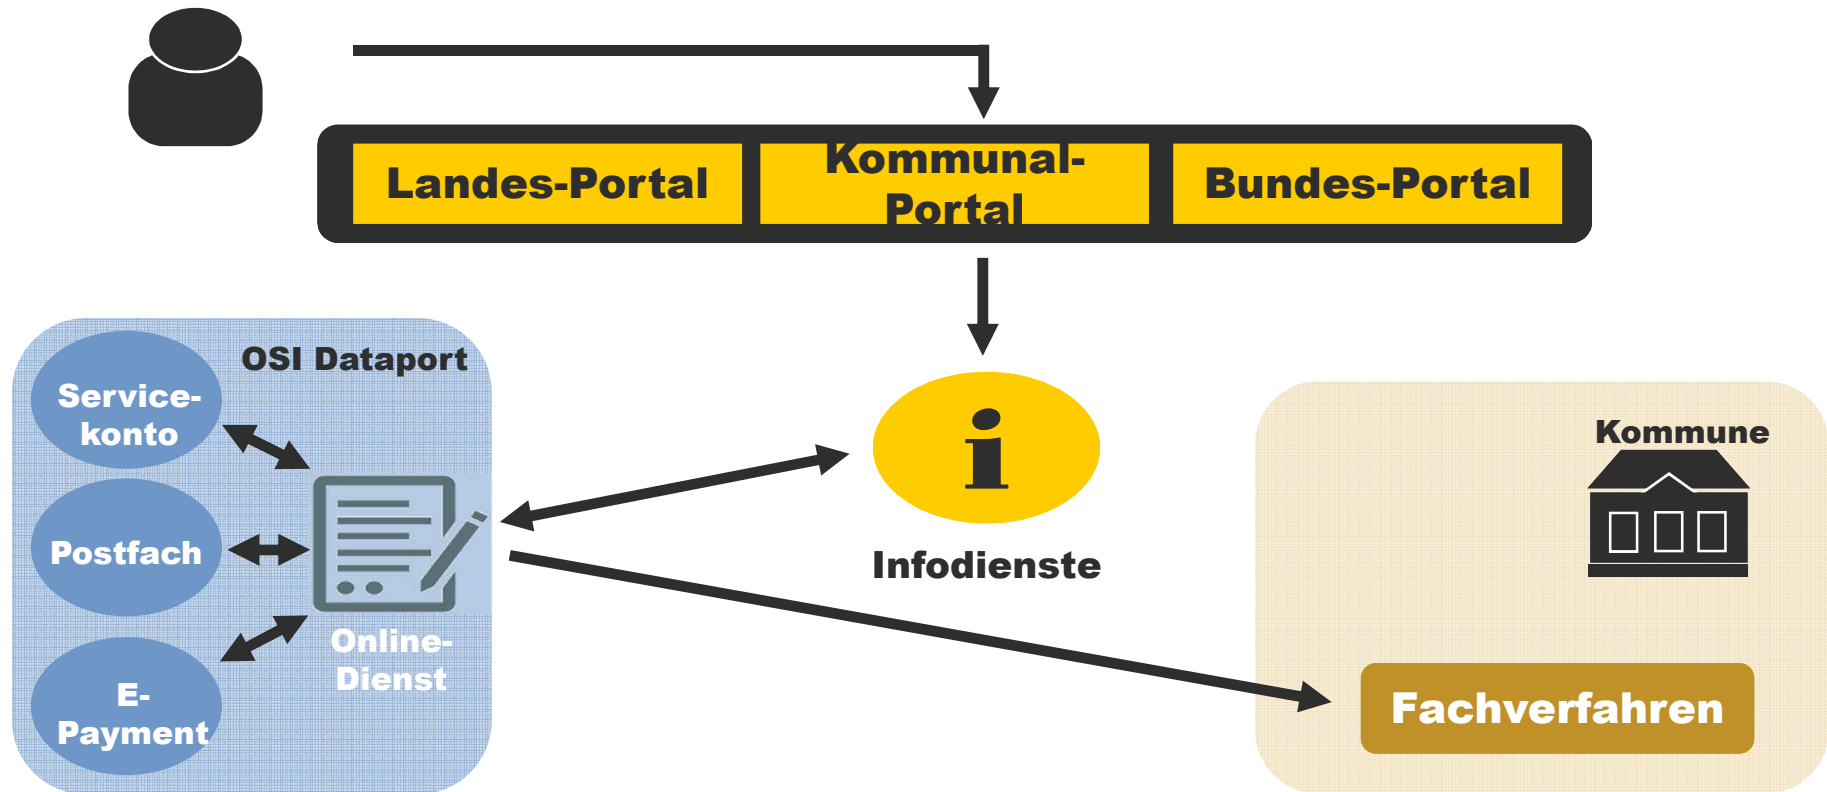 Landes-Portal
Kommunal-
Portal
Bundes-Portal
OSI Dataport
Service-
konto
Postfach
E-
Payment
Online-
Dienst
i
Infodienste
Kommune
Fachverfahren